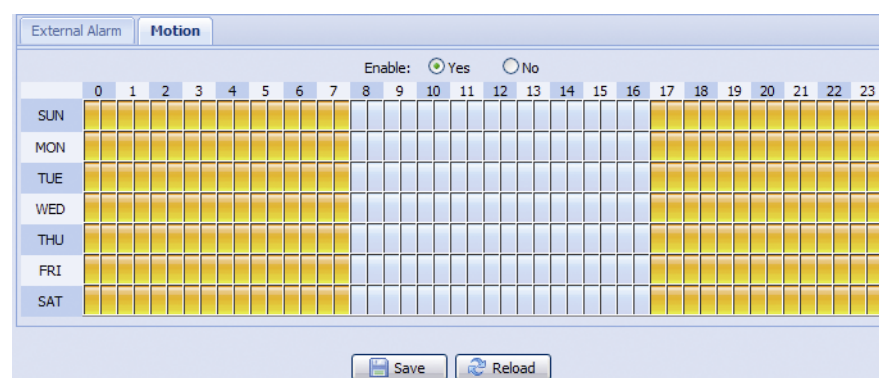 External Alarm Motion
Enable: Yes No
0 1 2 3 4 5 6 7 8 9 10 11 12 13 14 15 16 17 18 19 20 21 22 23
SUN
MON
TUE
WED
THU
FRI
SAT
Save Reload